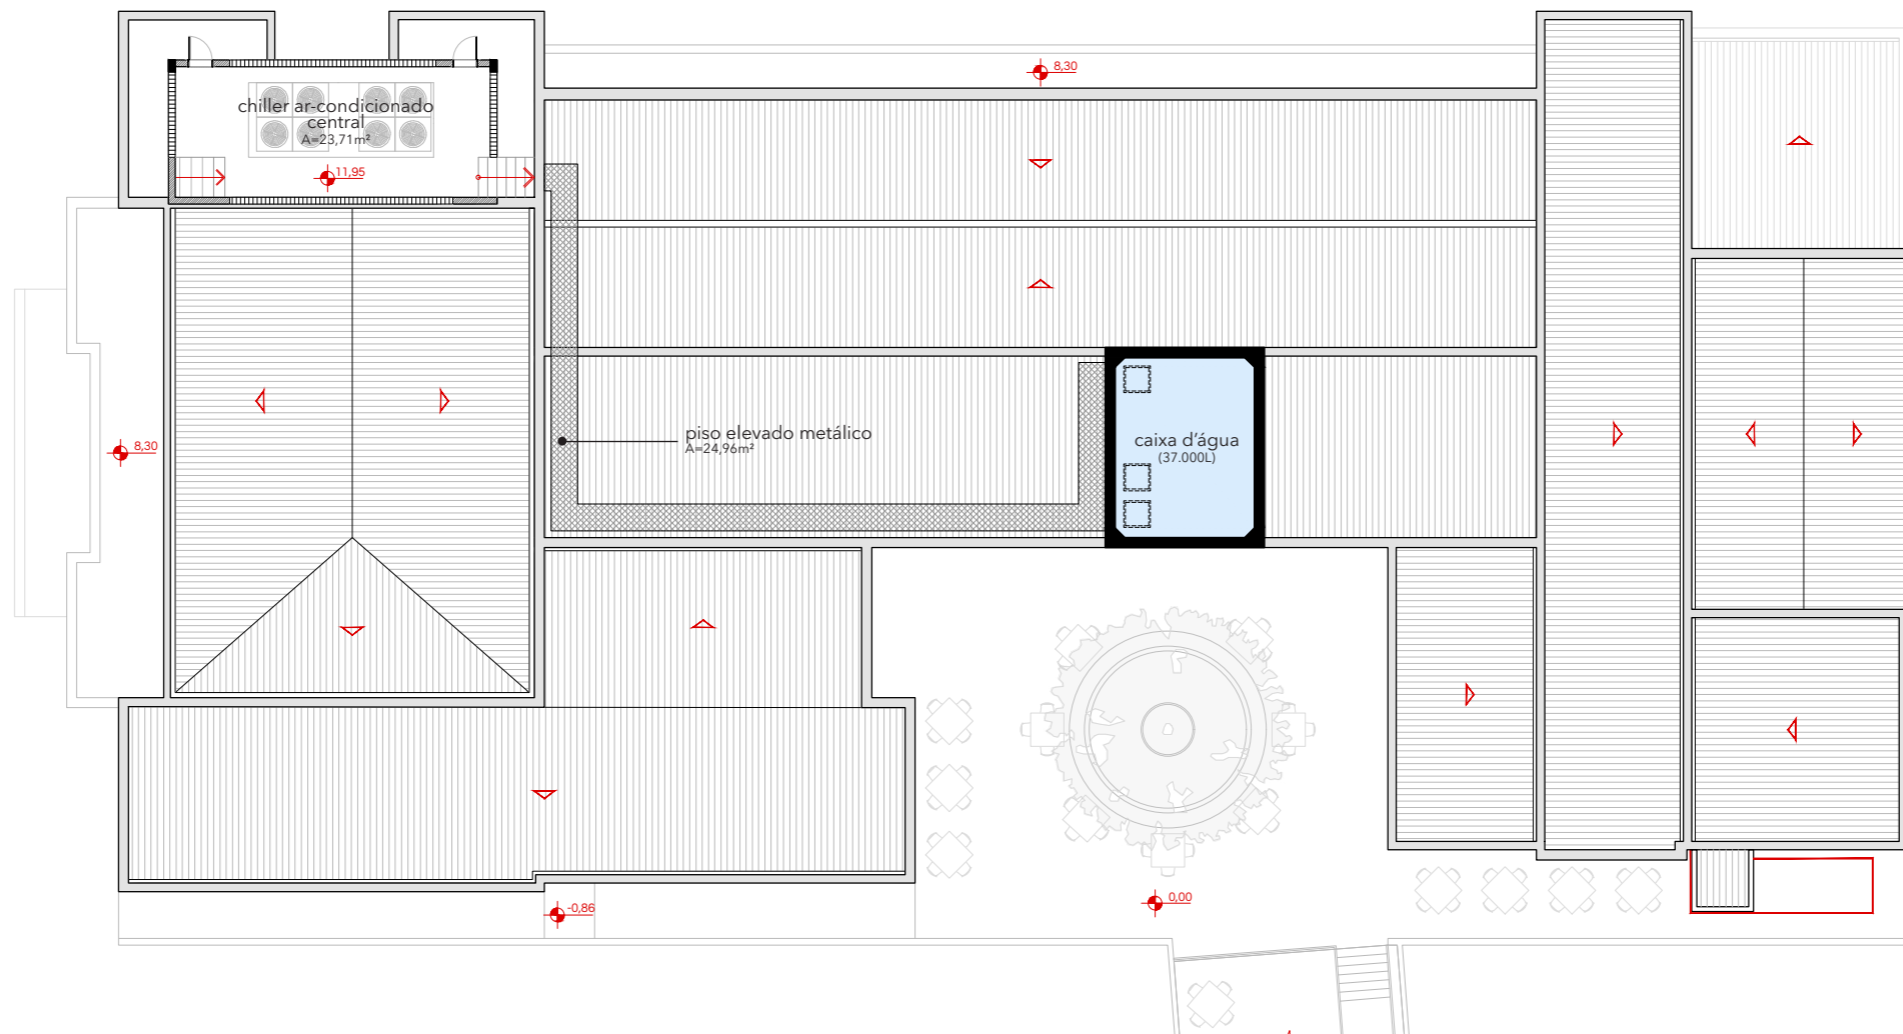 8,30
chiller ar-condicionado
central
A=23,71m²
11,95
8,30
piso elevado metálico
A=24,96m²
caixa d'água
(37.000L)
-0,86
0,00